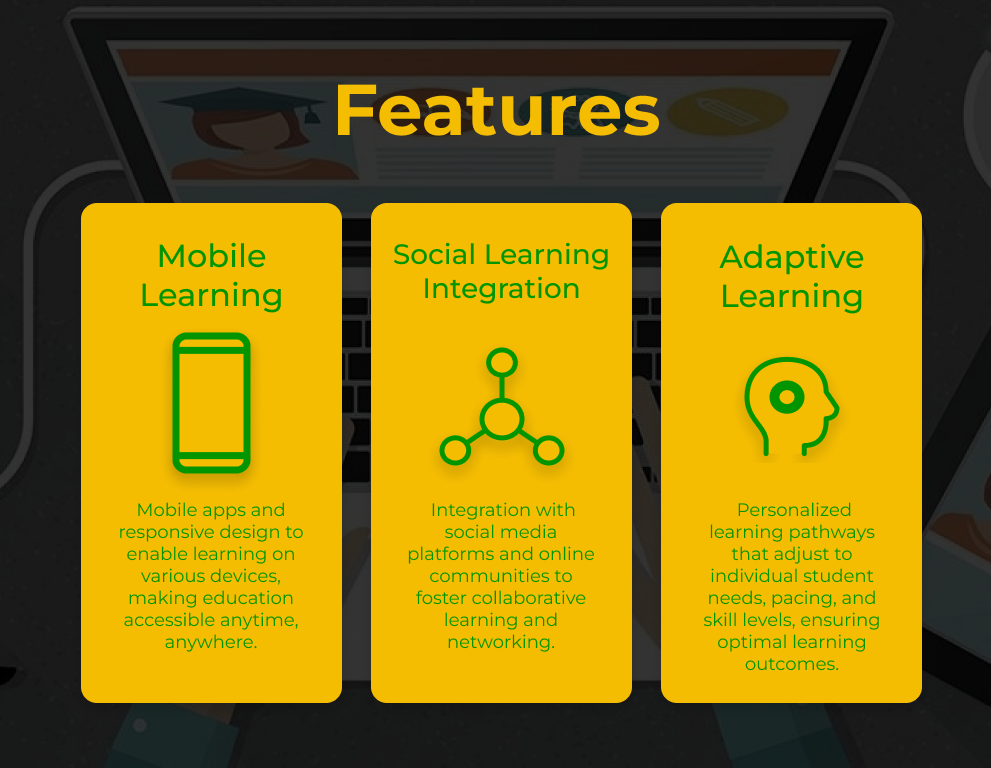 Features
Mobile
Learning
Mobile apps and
responsive design to
enable learning on
various devices,
making education
accessible anytime,
anywhere.
Social Learning
Integration
Integration with
social media
platforms and online
communities to
foster collaborative
learning and
networking.
Adaptive
Learning
Personalized
learning pathways
that adjust to
individual student
needs, pacing, and
skill levels, ensuring
optimal learning
outcomes.